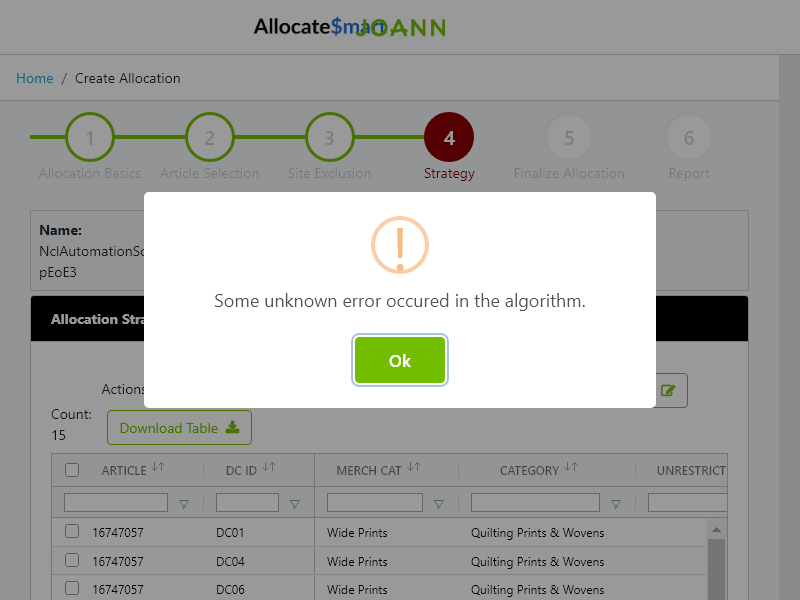 Allocate$mart JOANN
Home / Create Allocation
1 2 3 4 5 6
Allocation Basics Article Selection Site Exclusion Strategy Finalize Allocation Report
Name:
NclAutomationSc
pEoE3
Some unknown error occured in the algorithm.
Ok
Allocation Stra
Actions
Count:
15
Download Table
ARTICLE DC ID MERCH CAT CATEGORY UNRESTRICT
16747057 DC01 Wide Prints Quilting Prints & Wovens
16747057 DC04 Wide Prints Quilting Prints & Wovens
16747057 DC06 Wide Prints Quilting Prints & Wovens